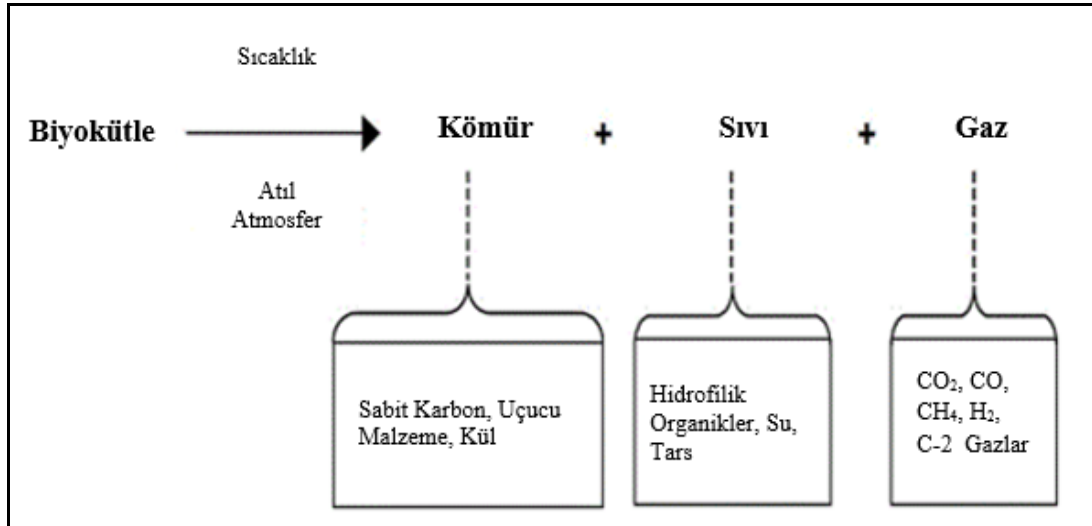 Sıcaklık
Biyokütle
Kömür + Sıvı + Gaz
Atıl
Atmosfer
Sabit Karbon, Uçucu
Malzeme, Kül
Hidrofilik
Organikler, Su,
Tars
CO₂, CO,
CH₄, H₂,
C-2 Gazlar